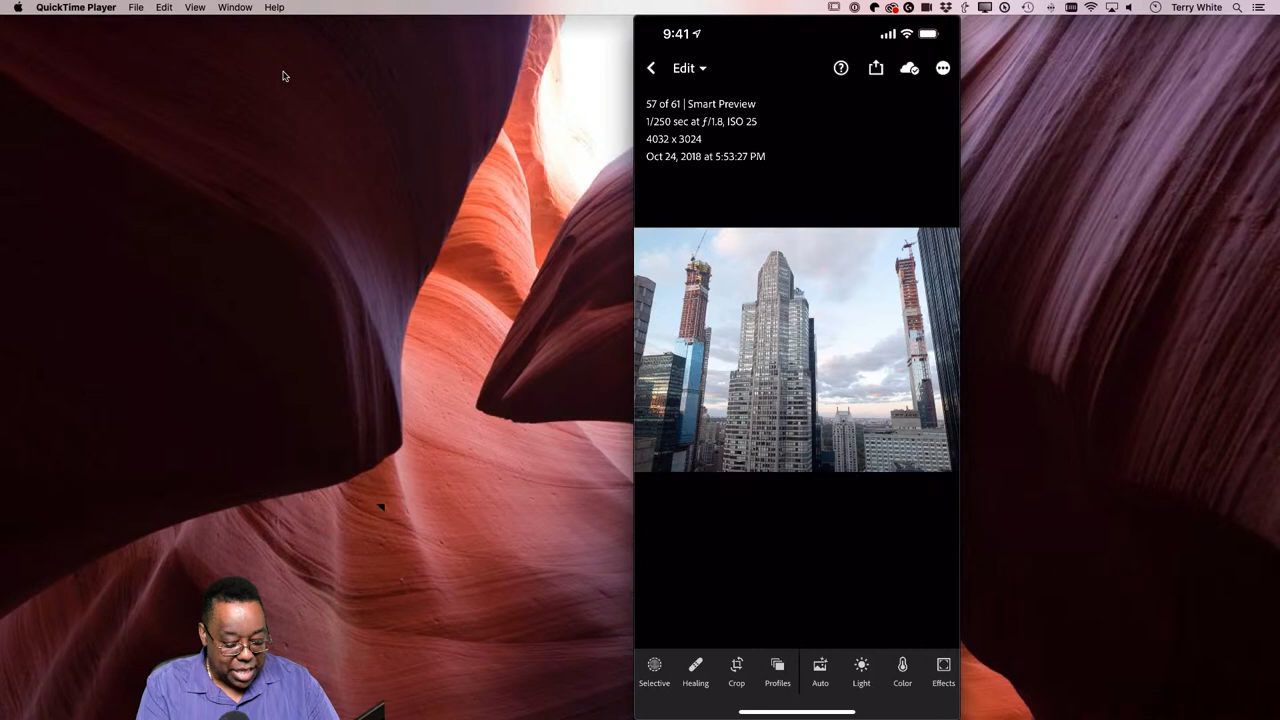 QuickTime Player File Edit View Window Help Terry White
9:41
Edit
57 of 61 | Smart Preview
1/250 sec at ƒ/1.8, ISO 25
4032 x 3024
Oct 24, 2018 at 5:53:27 PM
Selective Healing Crop Profiles Auto Light Color Effects